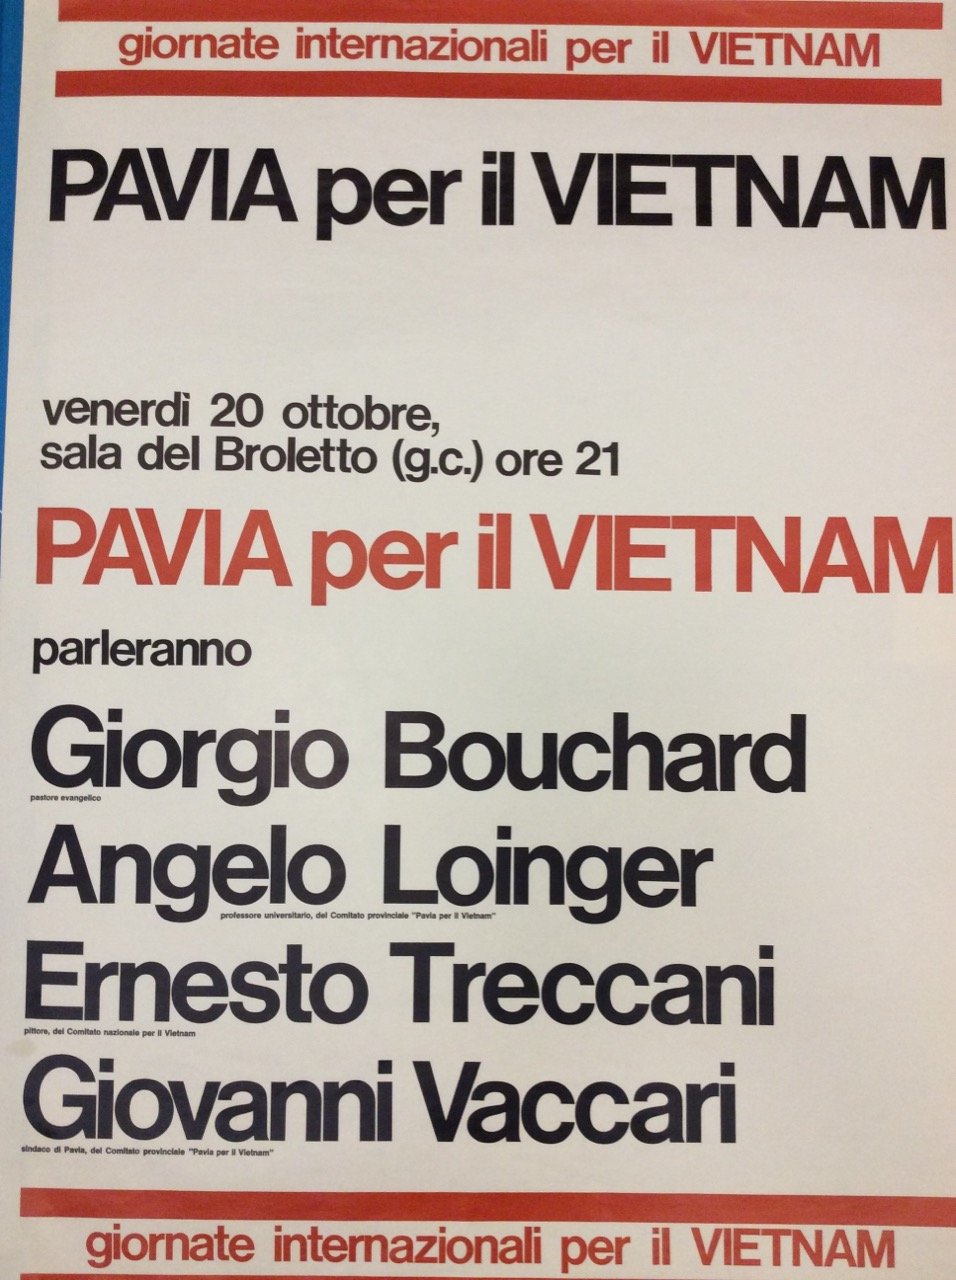 giornate internazionali per il VIETNAM
PAVIA per il VIETNAM
venerdì 20 ottobre,
sala del Broletto (g.c.) ore 21
PAVIA per il VIETNAM
parleranno
Giorgio Bouchard
pastore evangelico
Angelo Loinger
professore universitario, del Comitato provinciale "Pavia per il Vietnam"
Ernesto Treccani
pittore, del Comitato nazionale per il Vietnam
Giovanni Vaccari
sindaco di Pavia, del Comitato provinciale "Pavia per il Vietnam"
giornate internazionali per il VIETNAM